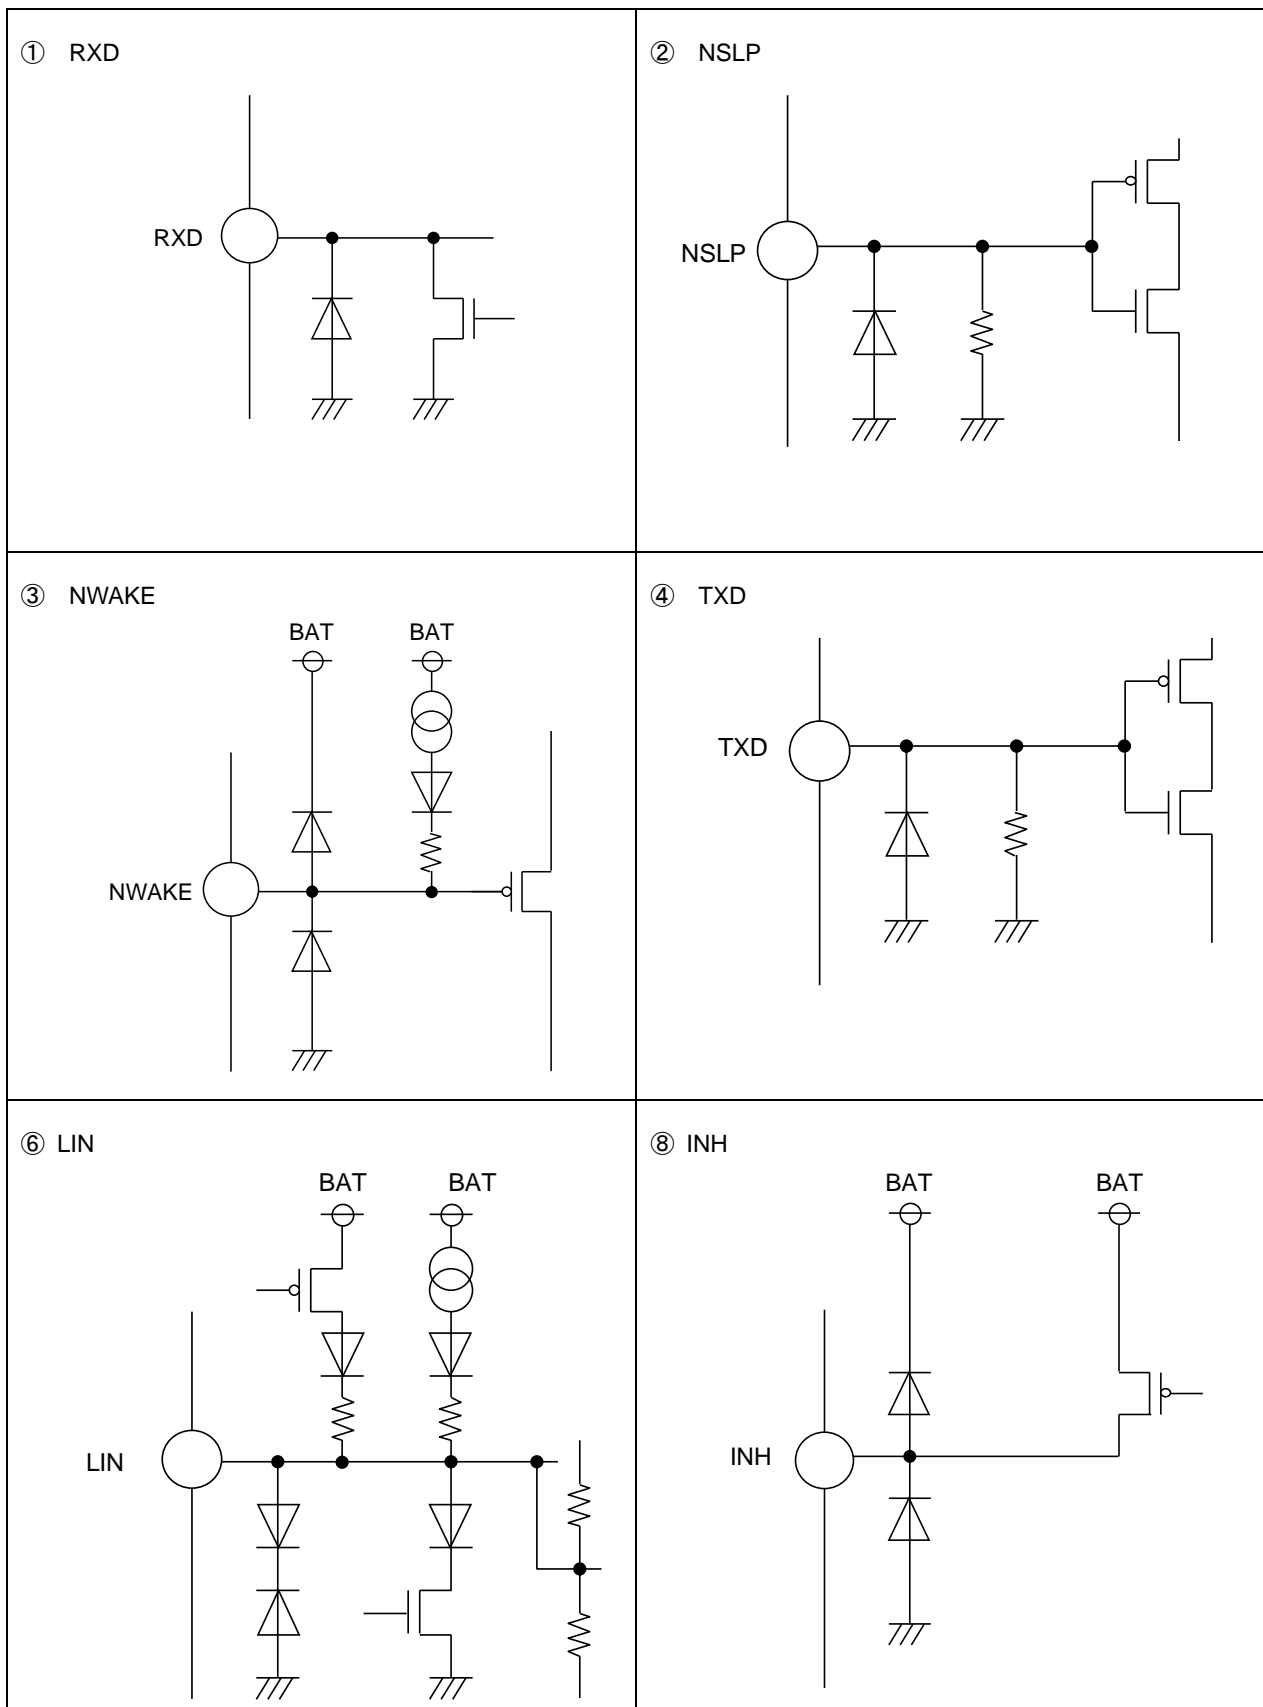 ① RXD
② NSLP
RXD
NSLP
③ NWAKE
④ TXD
BAT BAT
TXD
NWAKE
⑥ LIN
⑧ INH
BAT BAT
BAT BAT
LIN
INH